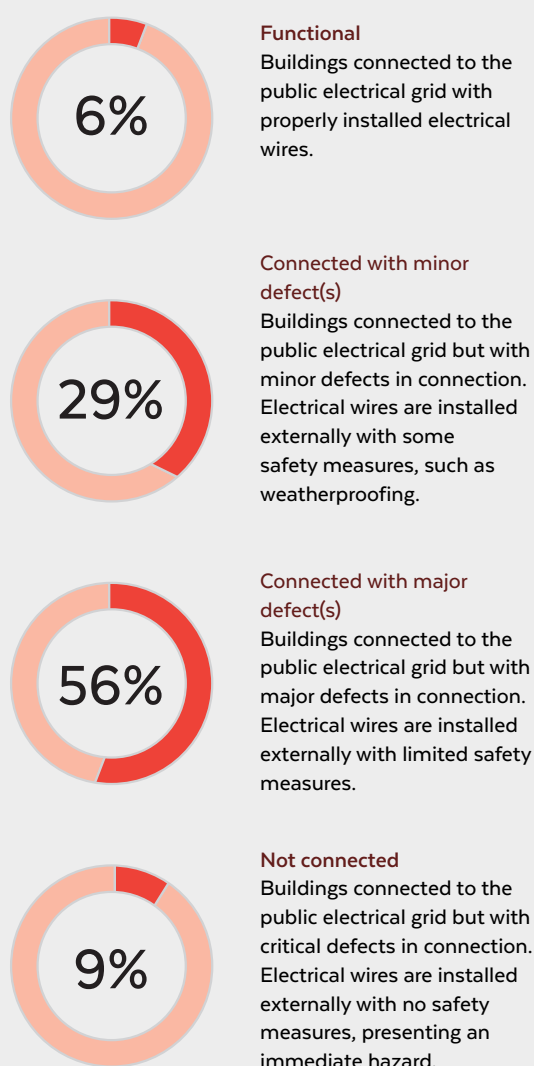 6%
Functional
Buildings connected to the
public electrical grid with
properly installed electrical
wires.
29%
Connected with minor
defect(s)
Buildings connected to the
public electrical grid but with
minor defects in connection.
Electrical wires are installed
externally with some
safety measures, such as
weatherproofing.
56%
Connected with major
defect(s)
Buildings connected to the
public electrical grid but with
major defects in connection.
Electrical wires are installed
externally with limited safety
measures.
9%
Not connected
Buildings connected to the
public electrical grid but with
critical defects in connection.
Electrical wires are installed
externally with no safety
measures, presenting an
immediate hazard.